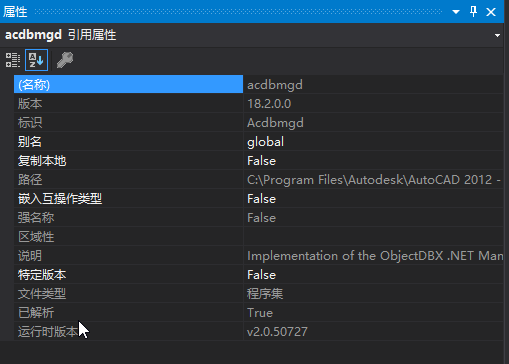 属性
acdbmgd 引用属性
(名称) acdbmgd
版本 18.2.0.0
标识 Acdbmgd
别名 global
复制本地 False
路径 C:\Program Files\Autodesk\AutoCAD 2012 -
嵌入互操作类型 False
强名称 False
区域性
说明 Implementation of the ObjectDBX .NET Man
特定版本 False
文件类型 程序集
已解析 True
运行时版本 v2.0.50727